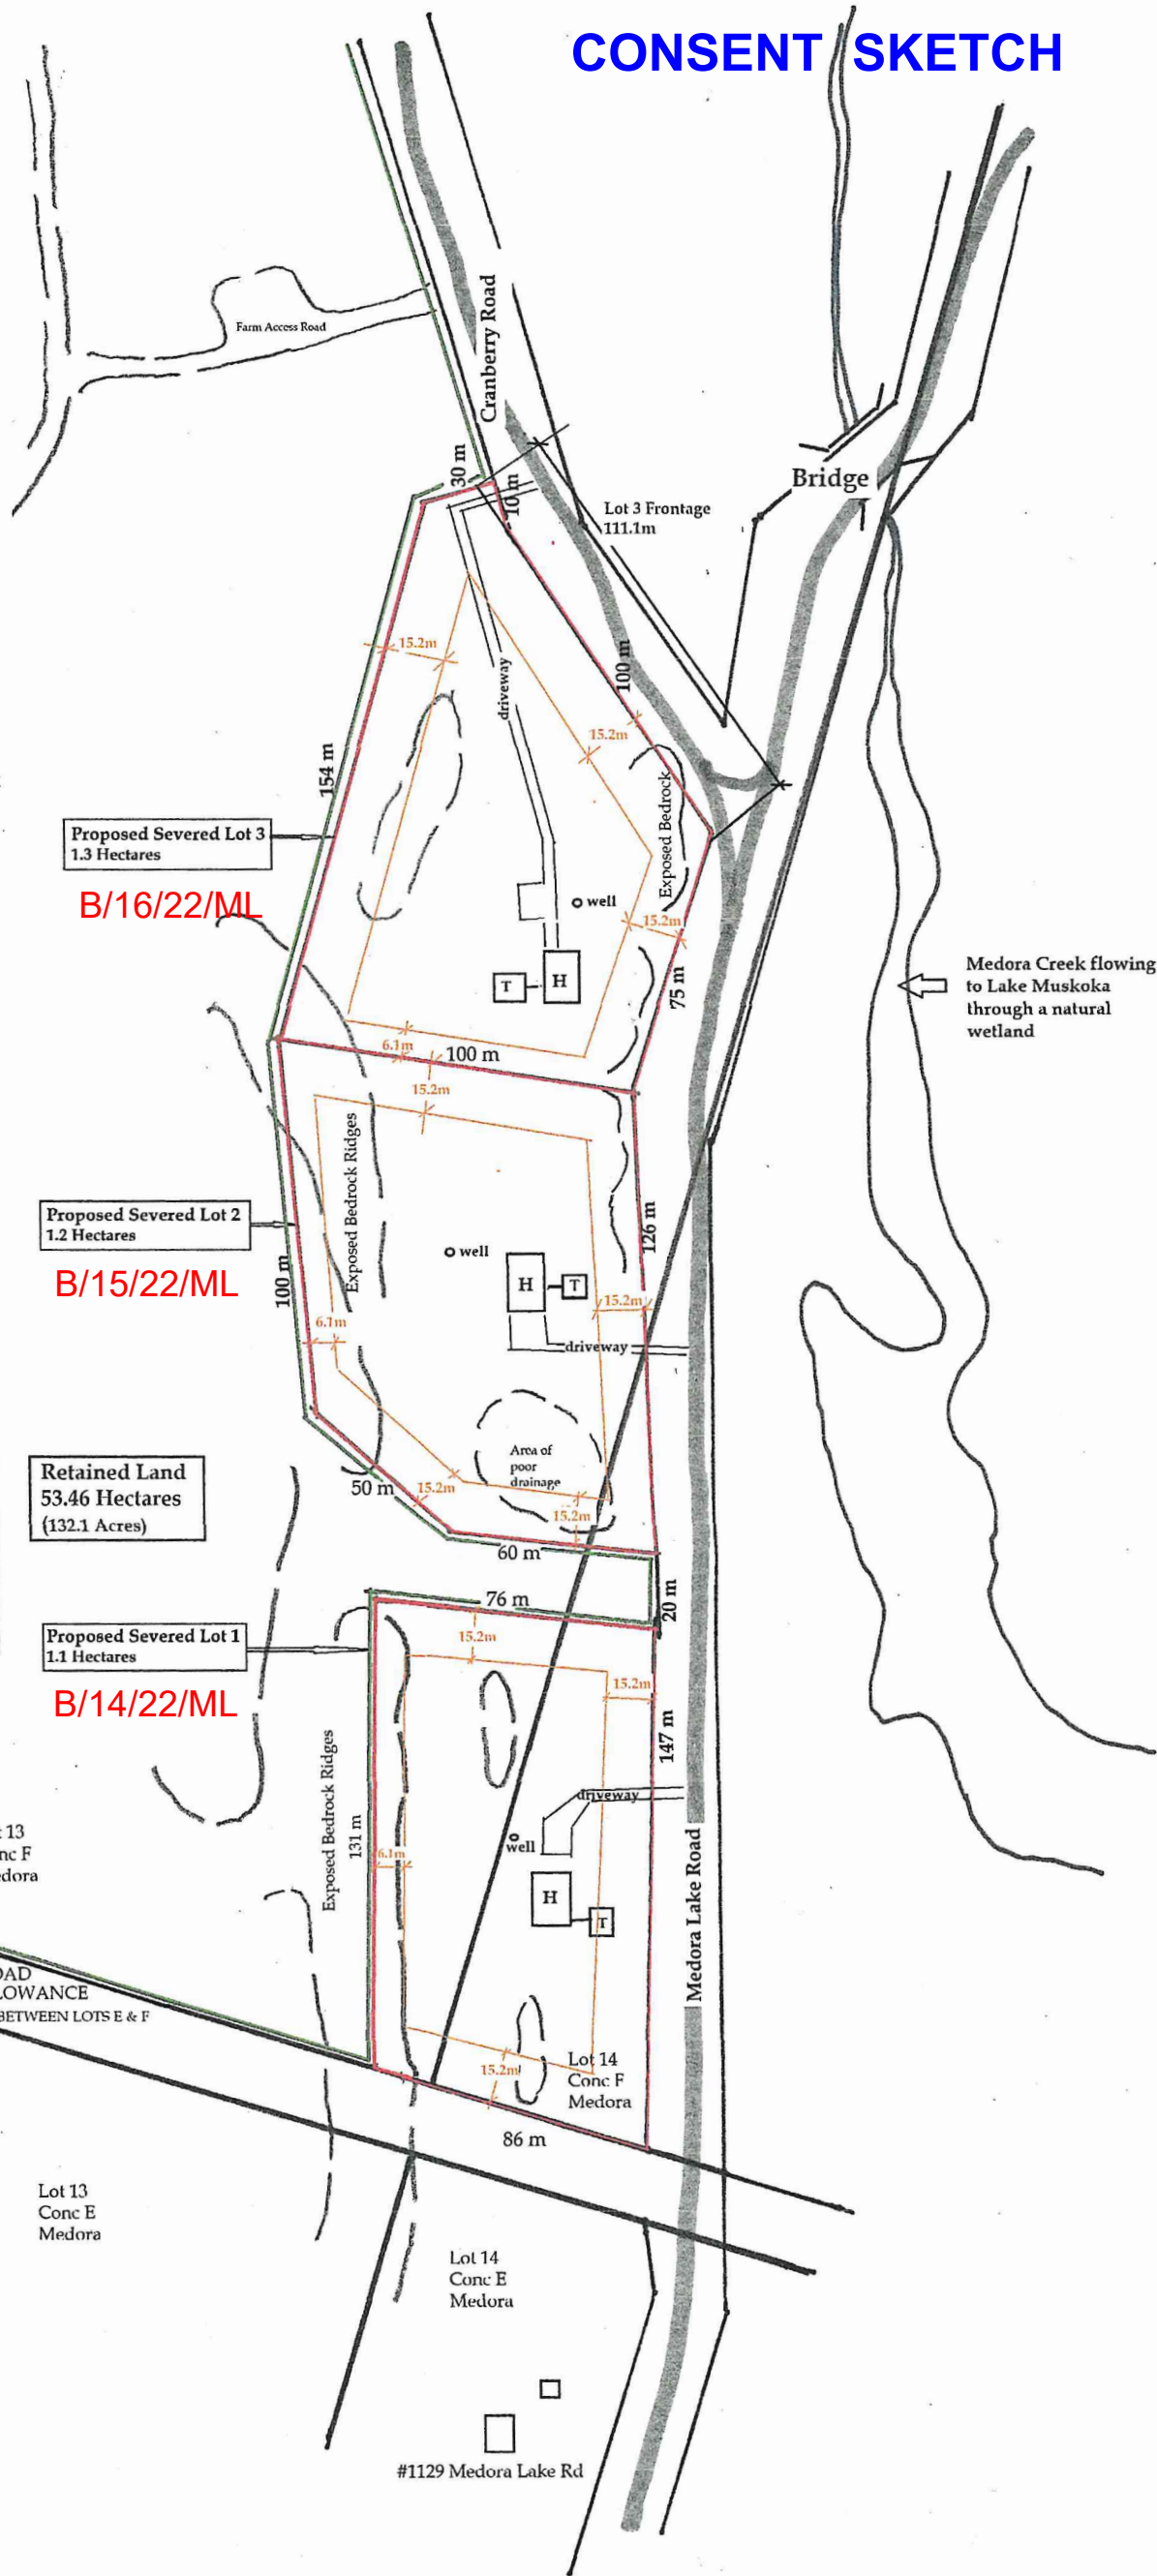 CONSENT SKETCH
Farm Access Road
Cranberry Road
30 m
10 m
Bridge
Lot 3 Frontage
111.1m
15.2m
driveway
100 m
15.2m
154 m
Exposed Bedrock
Proposed Severed Lot 3
1.3 Hectares
B/16/22/ML
well
15.2m
T
H
75 m
Medora Creek flowing
to Lake Muskoka
through a natural
wetland
6.1m
100 m
15.2m
Exposed Bedrock Ridges
Proposed Severed Lot 2
1.2 Hectares
B/15/22/ML
126 m
well
H
T
100 m
15.2m
6.1m
driveway
Area of
poor
drainage
Retained Land
53.46 Hectares
(132.1 Acres)
50 m
15.2m
15.2m
60 m
20 m
76 m
Proposed Severed Lot 1
1.1 Hectares
B/14/22/ML
15.2m
15.2m
147 m
Exposed Bedrock Ridges
131 m
driveway
well
6.1m
H
T
Medora Lake Road
13
nc F
dora
OAD
LOWANCE
BETWEEN LOTS E & F
15.2m
Lot 14
Conc F
Medora
86 m
Lot 13
Conc E
Medora
Lot 14
Conc E
Medora
#1129 Medora Lake Rd